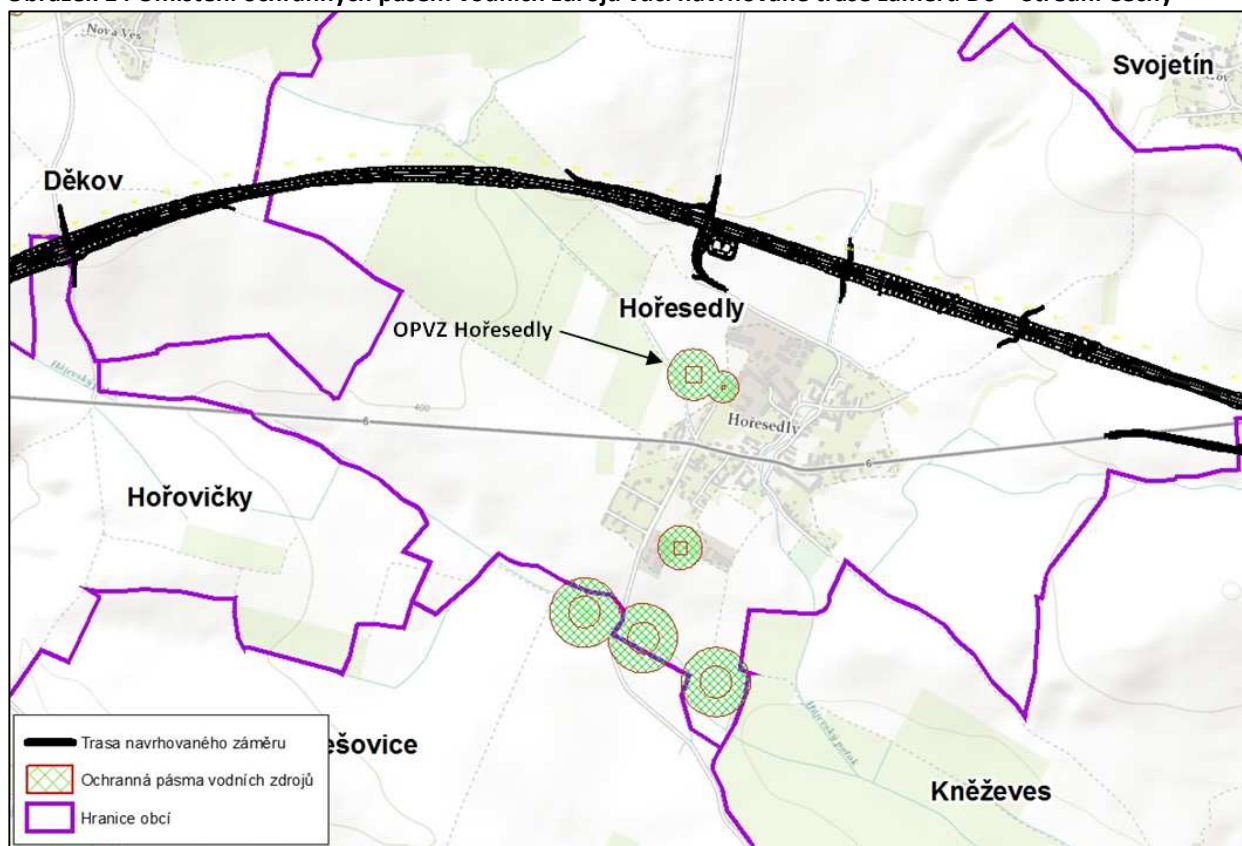 Nová Ves
Svojetín
Děkov
Hořesedly
OPVZ Hořesedly
400
6
Hořesedly
6
Hořovičky
Trasa navrhovaného záměru
ešovice
Ochranná pásma vodních zdrojů
Kněževes
Hranice obcí